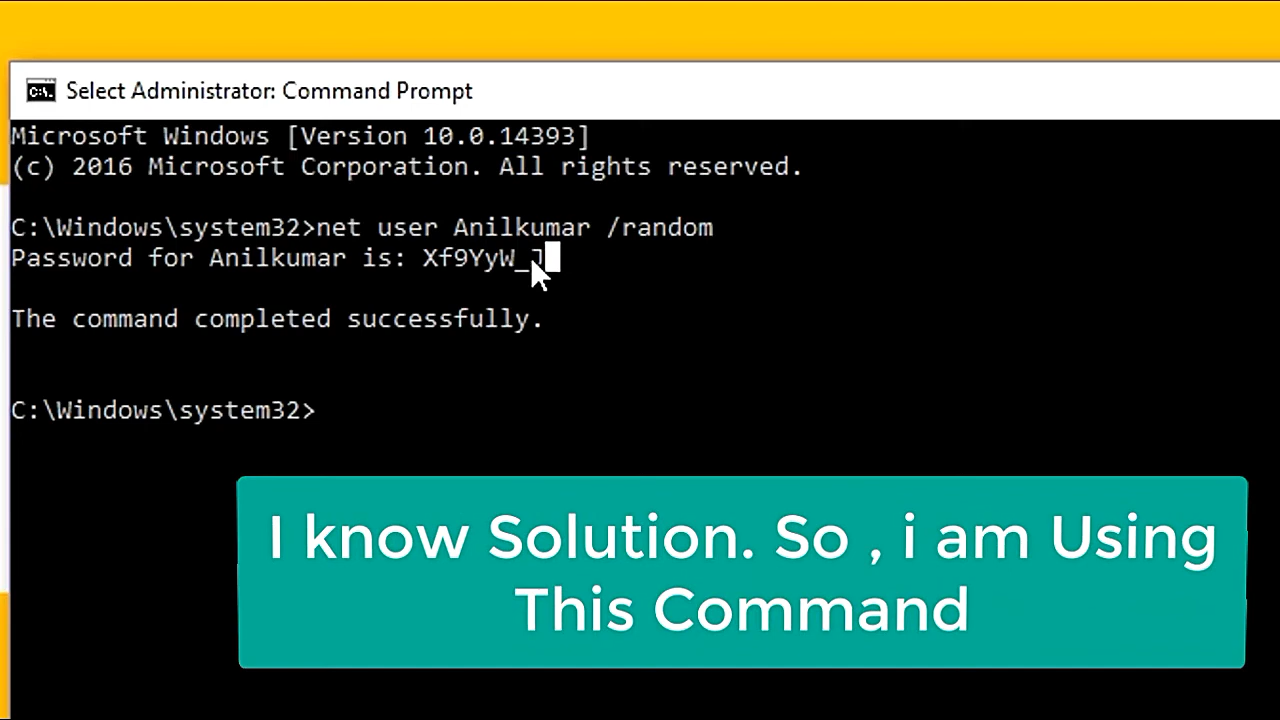 Select Administrator: Command Prompt
Microsoft Windows [Version 10.0.14393]
(c) 2016 Microsoft Corporation. All rights reserved.
C:\Windows\system32>net user Anilkumar /random
Password for Anilkumar is:
The command completed successfully.
C:\Windows\system32>
I know Solution. So , i am Using
This Command